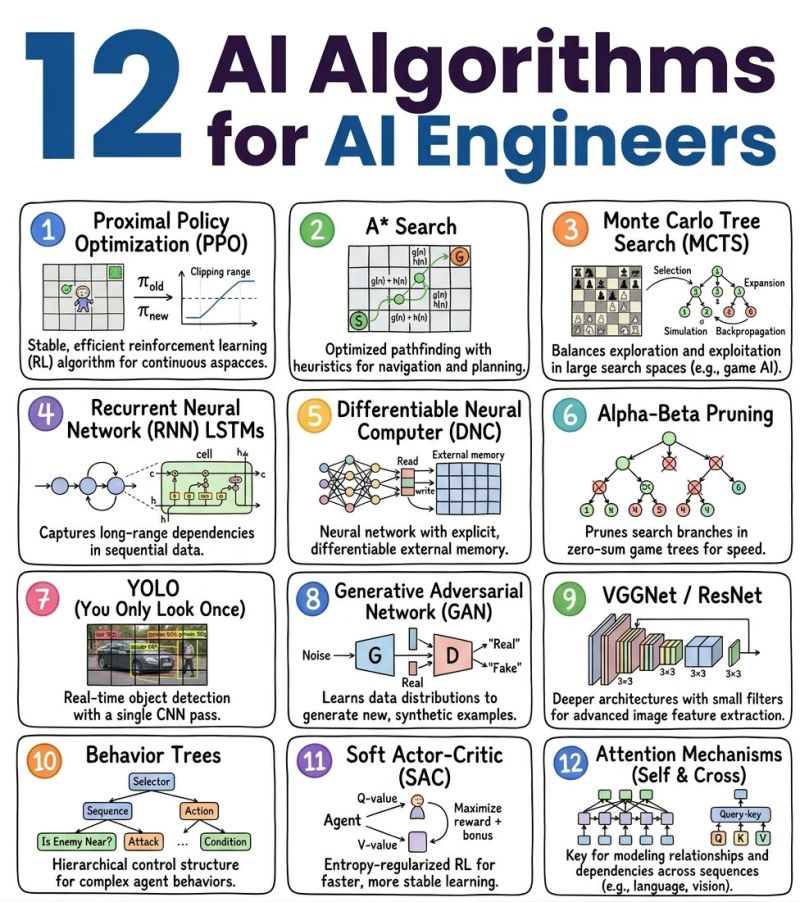 12 AI Algorithms
for AI Engineers
1
Proximal Policy
Optimization (PPO)
πold
πnew
Clipping range
Stable, efficient reinforcement learning
(RL) algorithm for continuous aspacces.
2
A* Search
g(n)
h(n)
G
g(n) + h(n)
g(n)
h(n)
S
g(n) + h(n)
Optimized pathfinding with
heuristics for navigation and planning.
3
Monte Carlo Tree
Search (MCTS)
Selection
Expansion
Simulation
Backpropagation
Balances exploration and exploitation
in large search spaces (e.g., game AI).
4
Recurrent Neural
Network (RNN) LSTMs
cell
c
c
h
h
Captures long-range dependencies
in sequential data.
5
Differentiable Neural
Computer (DNC)
Read
External memory
write
Neural network with explicit,
differentiable external memory.
6
Alpha-Beta Pruning
6
Prunes search branches in
zero-sum game trees for speed.
7
YOLO
(You Only Look Once)
Real-time object detection
with a single CNN pass.
8
Generative Adversarial
Network (GAN)
Noise
G
D
"Real"
"Fake"
Real
Learns data distributions to
generate new, synthetic examples.
9
VGGNet / ResNet
3×3
3×3
3×3
3×3
Deeper architectures with small filters
for advanced image feature extraction.
10
Behavior Trees
Selector
Sequence
Action
Is Enemy Near?
Attack
...
Condition
Hierarchical control structure
for complex agent behaviors.
11
Soft Actor-Critic
(SAC)
Q-value
Agent
V-value
Maximize
reward +
bonus
Entropy-regularized RL for
faster, more stable learning.
12
Attention Mechanisms
(Self & Cross)
Query-key
Q K V
Key for modeling relationships and
dependencies across sequences
(e.g., language, vision).